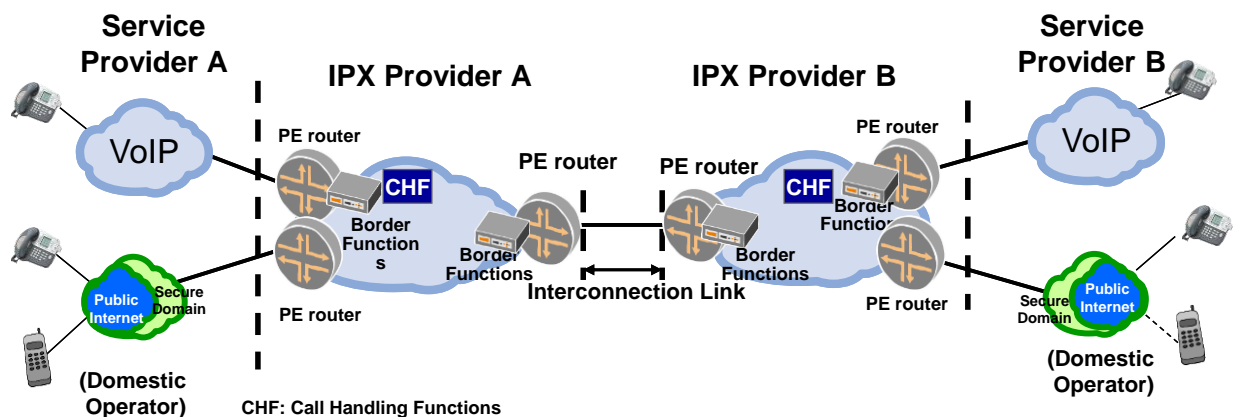 Service
Provider A
IPX Provider A
IPX Provider B
Service
Provider B
PE router
PE router
PE router
PE router
VoIP
CHF
CHF
VoIP
Border
Function
s
Border
Functions
Border
Functions
Border
Functions
Interconnection Link
Public
Internet
Secure
Domain
PE router
PE router
Secure
Domain
Public
Internet
(Domestic
Operator)
(Domestic
Operator)
CHF: Call Handling Functions